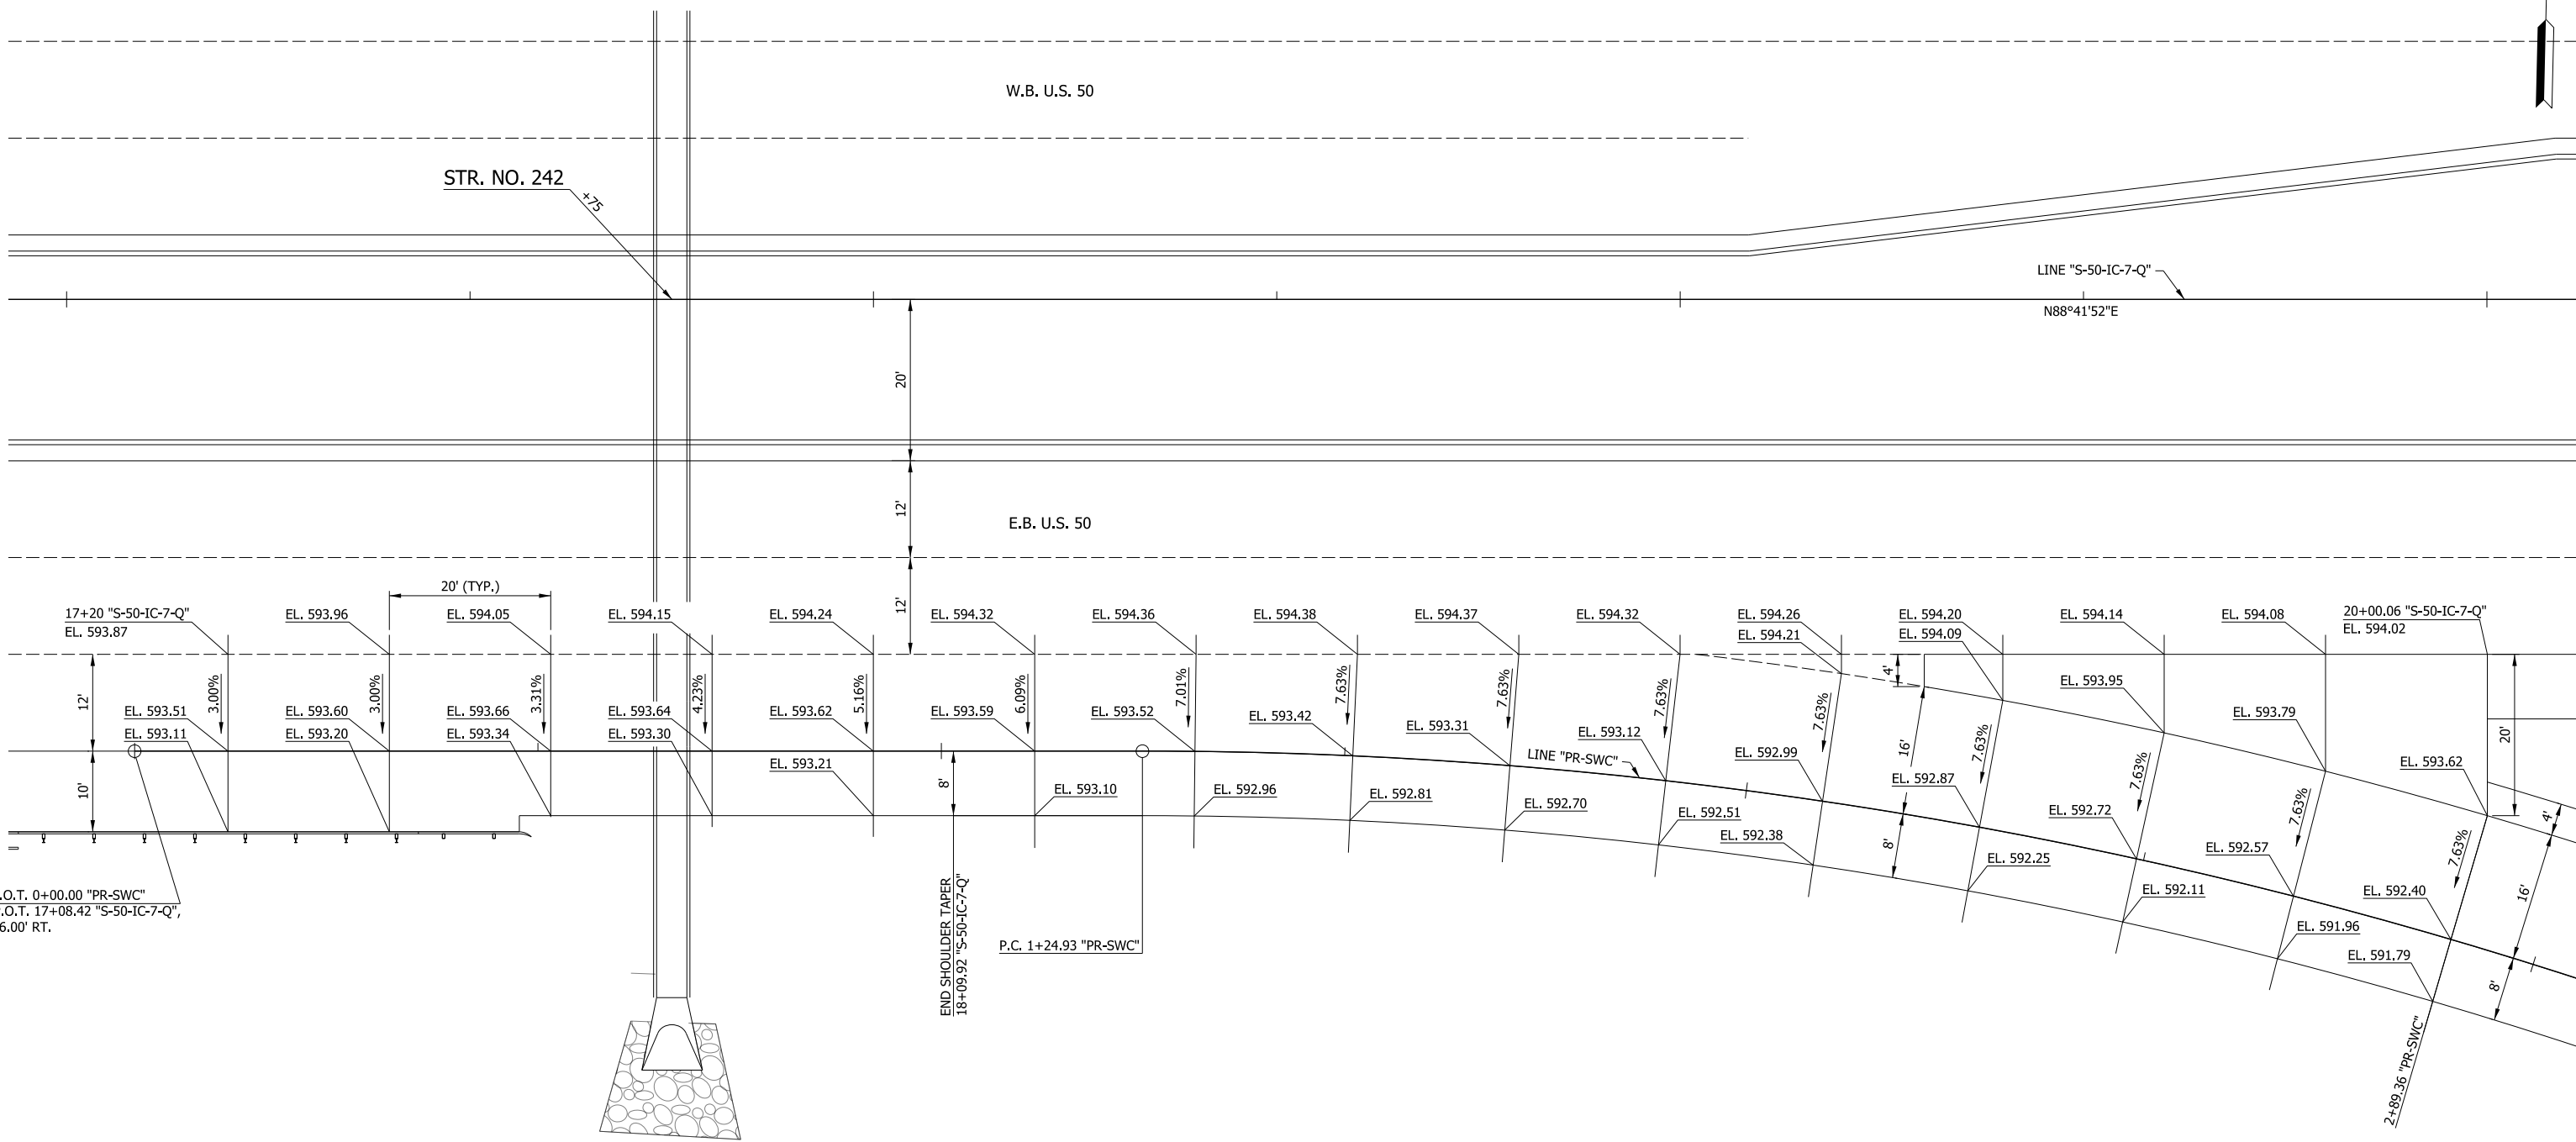 W.B. U.S. 50
STR. NO. 242
+75
LINE "S-50-IC-7-Q"
N88°41'52"E
20'
12'
E.B. U.S. 50
12'
20' (TYP.)
17+20 "S-50-IC-7-Q"
EL. 593.87
EL. 593.96
EL. 594.05
EL. 594.15
EL. 594.24
EL. 594.32
EL. 594.36
EL. 594.38
EL. 594.37
EL. 594.32
EL. 594.26
EL. 594.21
EL. 594.20
EL. 594.09
EL. 594.14
EL. 594.08
20+00.06 "S-50-IC-7-Q"
EL. 594.02
12'
3.00%
3.00%
3.31%
4.23%
5.16%
6.09%
7.01%
7.63%
7.63%
7.63%
7.63%
7.63%
7.63%
7.63%
7.63%
4'
16'
8'
20'
4'
16'
8'
EL. 593.51
EL. 593.11
EL. 593.60
EL. 593.20
EL. 593.66
EL. 593.34
EL. 593.64
EL. 593.30
EL. 593.62
EL. 593.21
EL. 593.59
EL. 593.10
EL. 593.52
EL. 592.96
EL. 593.42
EL. 592.81
EL. 593.31
EL. 592.70
EL. 593.12
EL. 592.51
EL. 592.99
EL. 592.38
EL. 592.87
EL. 592.25
EL. 593.95
EL. 592.72
EL. 592.11
EL. 593.79
EL. 592.57
EL. 591.96
EL. 593.62
EL. 592.40
EL. 591.79
LINE "PR-SWC"
10'
8'
.O.T. 0+00.00 "PR-SWC"
.O.T. 17+08.42 "S-50-IC-7-Q",
6.00' RT.
END SHOULDER TAPER
18+09.92 "S-50-IC-7-Q"
P.C. 1+24.93 "PR-SWC"
2+89.36 "PR-SWC"